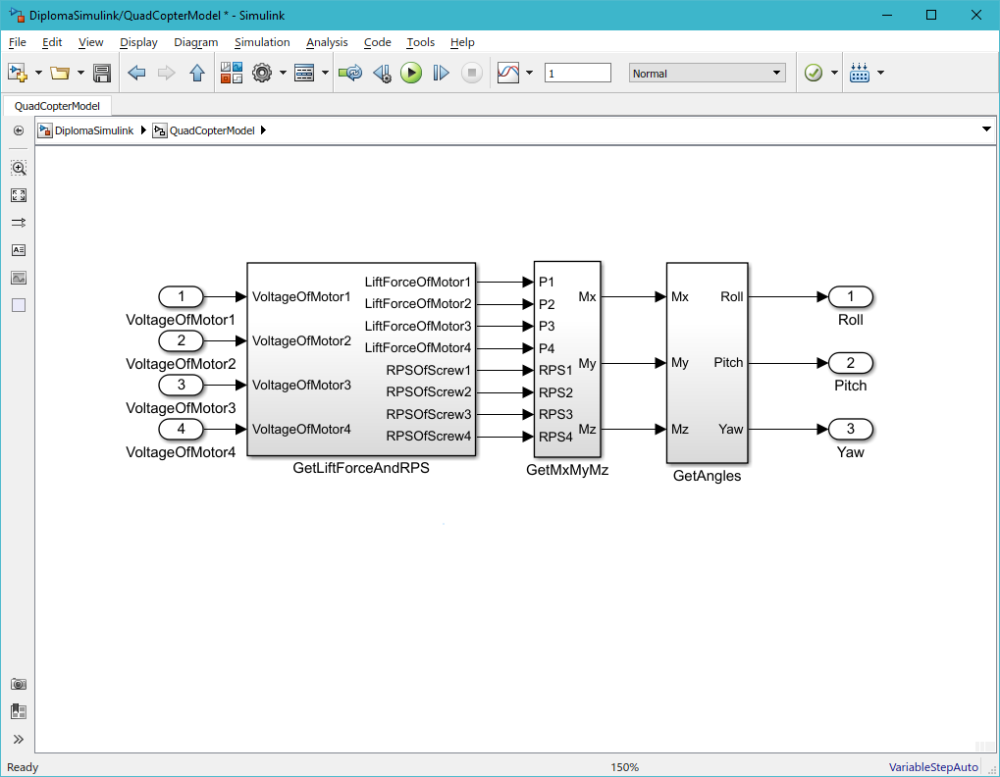 DiplomaSimulink/QuadCopterModel * - Simulink
File Edit View Display Diagram Simulation Analysis Code Tools Help
1 Normal
QuadCopterModel
DiplomaSimulink QuadCopterModel
1
VoltageOfMotor1
2
VoltageOfMotor2
3
VoltageOfMotor3
4
VoltageOfMotor4
VoltageOfMotor1
VoltageOfMotor2
VoltageOfMotor3
VoltageOfMotor4
LiftForceOfMotor1
LiftForceOfMotor2
LiftForceOfMotor3
LiftForceOfMotor4
RPSOfScrew1
RPSOfScrew2
RPSOfScrew3
RPSOfScrew4
GetLiftForceAndRPS
P1
P2
P3
P4
RPS1
RPS2
RPS3
RPS4
Mx
My
Mz
GetMxMyMz
Mx
My
Mz
Roll
Pitch
Yaw
GetAngles
1
Roll
2
Pitch
3
Yaw
Ready 150% VariableStepAuto